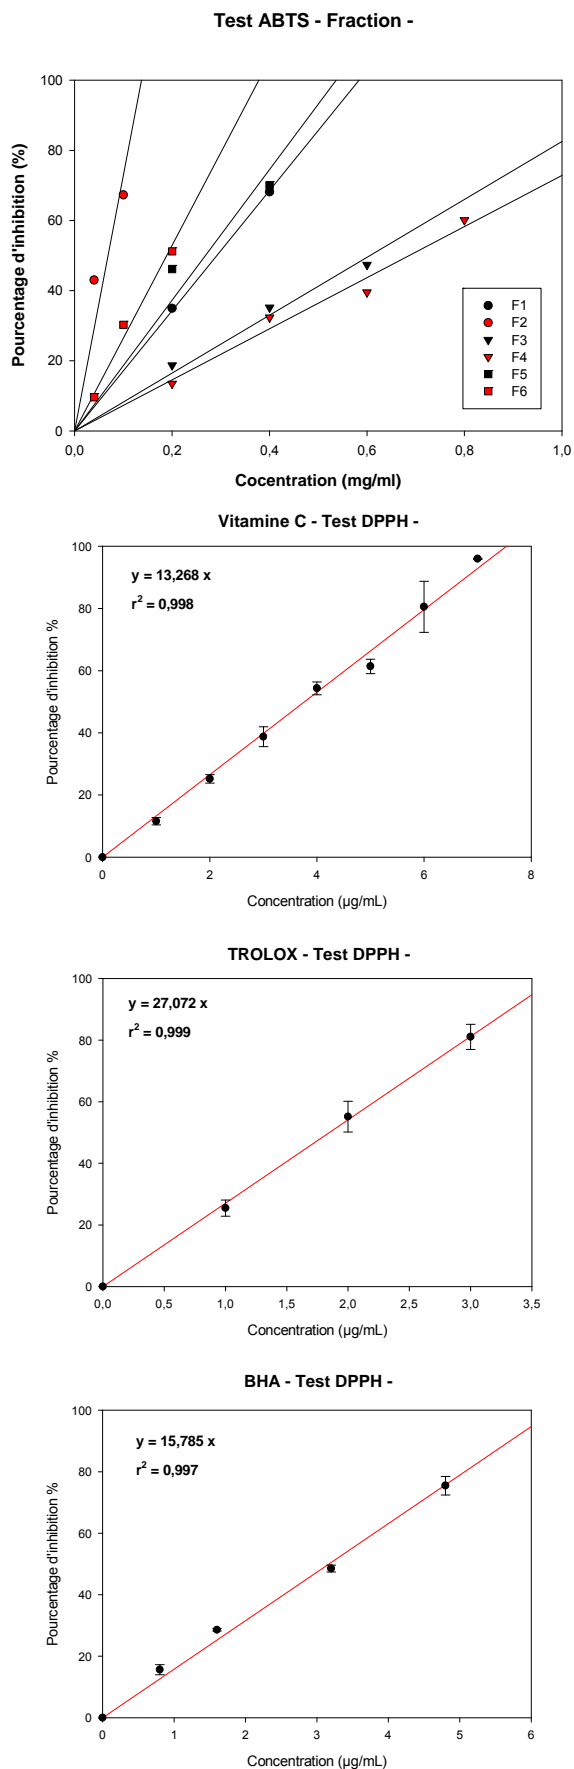 Test ABTS - Fraction -
Pourcentage d'inhibition (%)
100
80
60
40
20
0
F1
F2
F3
F4
F5
F6
0,0 0,2 0,4 0,6 0,8 1,0
Cocentration (mg/ml)
Vitamine C - Test DPPH -
Pourcentage d'inhibition %
100
80
60
40
20
0
y = 13,268 x
r² = 0,998
0 2 4 6 8
Concentration (µg/mL)
TROLOX - Test DPPH -
Pourcentage d'inhibition %
100
80
60
40
20
0
y = 27,072 x
r² = 0,999
0,0 0,5 1,0 1,5 2,0 2,5 3,0 3,5
Concentration (µg/mL)
BHA - Test DPPH -
Pourcentage d'inhibition %
100
80
60
40
20
0
y = 15,785 x
r² = 0,997
0 1 2 3 4 5 6
Concentration (µg/mL)